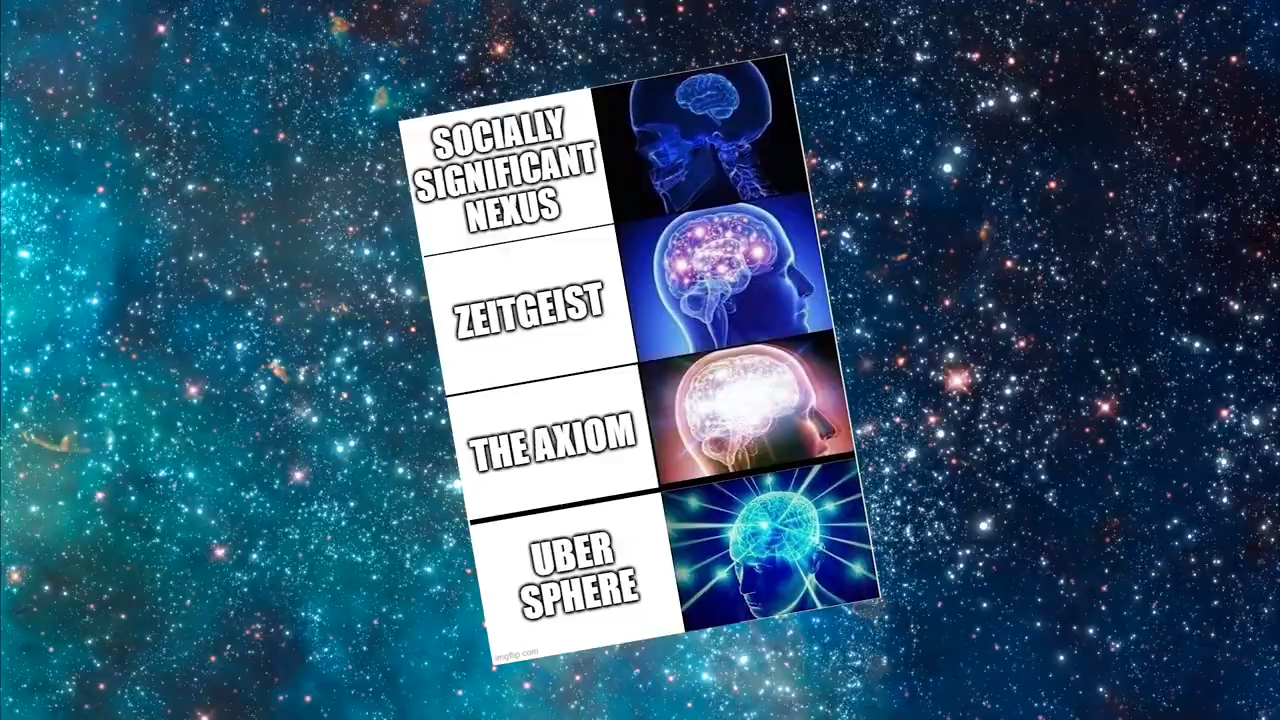 SOCIALLY
SIGNIFICANT
NEXUS
ZEITGEIST
THE AXIOM
UBER
SPHERE
imgflip.com